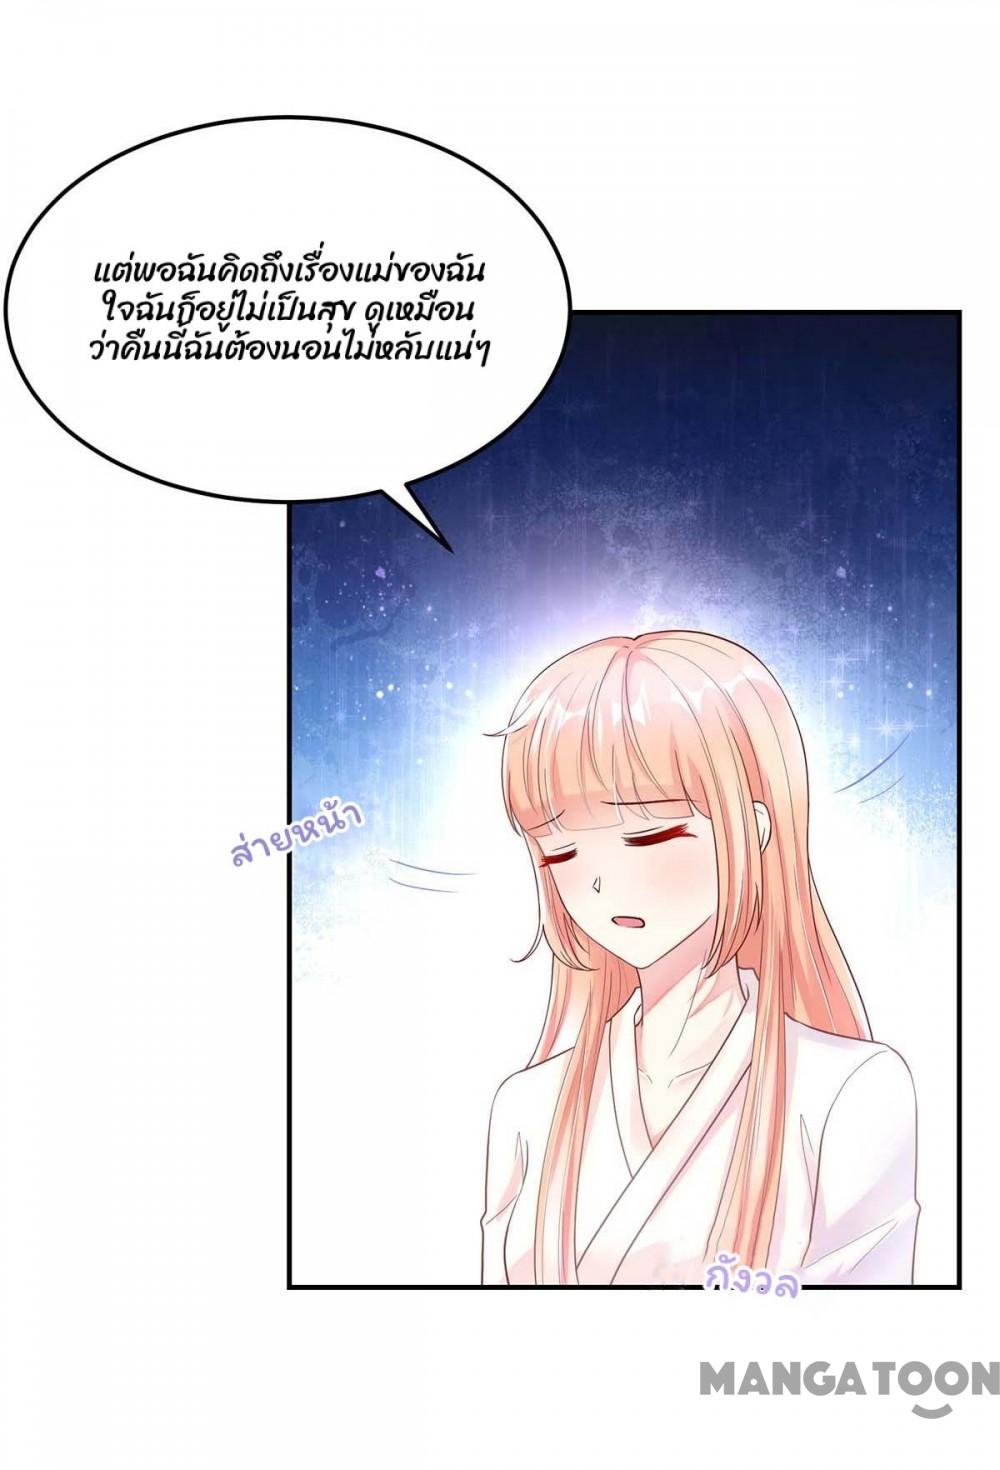 แต่พอฉันคิดถึงเรื่องแม่ของฉัน
ใจฉันก็อยู่ไม่เป็นสุข ดูเหมือน
ว่าคืนนี้ฉันต้องนอนไม่หลับแน่ๆ
ส่ายหน้า
กังวล
MANGATOON